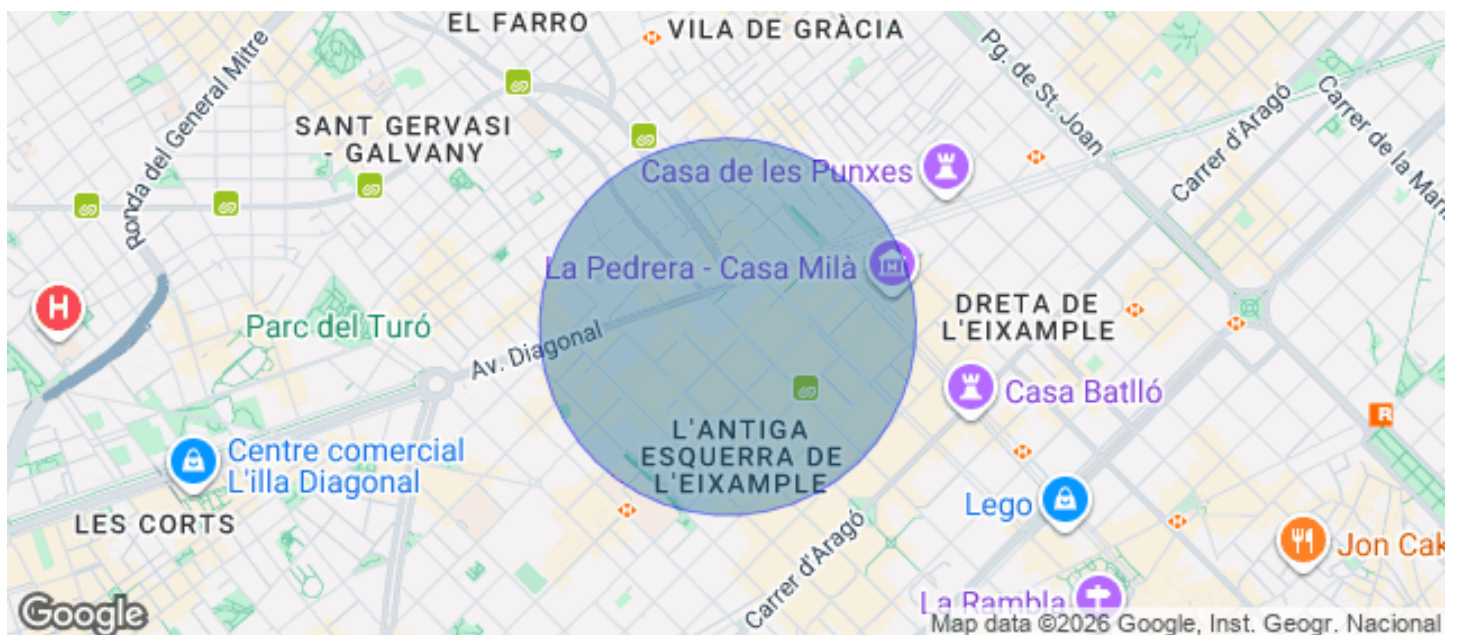 EL FARRÓ
VILA DE GRÀCIA
Ronda del General Mitre
Pg. de St. Joan
Carrer d'Aragó
Carrer de la Mari
SANT GERVASI
- GALVANY
Casa de les Punxes
La Pedrera - Casa Milà
H
Parc del Turó
Av. Diagonal
DRETA DE
L'EIXAMPLE
Casa Batlló
R
L'ANTIGA
ESQUERRA DE
L'EIXAMPLE
Centre comercial
L'illa Diagonal
LES CORTS
Lego
Jon Cak
Carrer d'Aragó
La Rambla
Google
Map data ©2026 Google, Inst. Geogr. Nacional